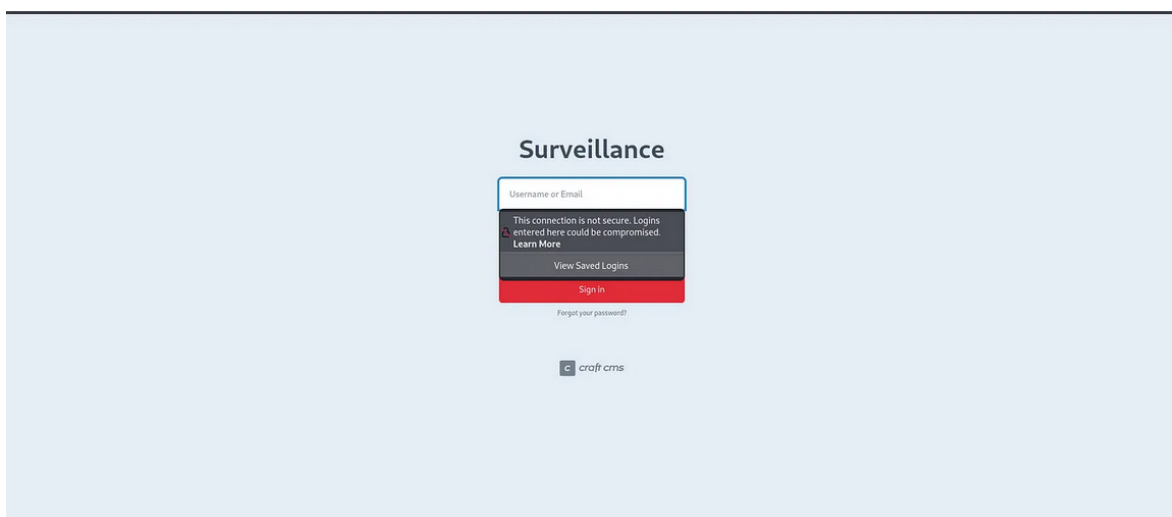 Surveillance
Username or Email
This connection is not secure. Logins
entered here could be compromised.
Learn More
View Saved Logins
Sign in
Forgot your password?
c craft cms